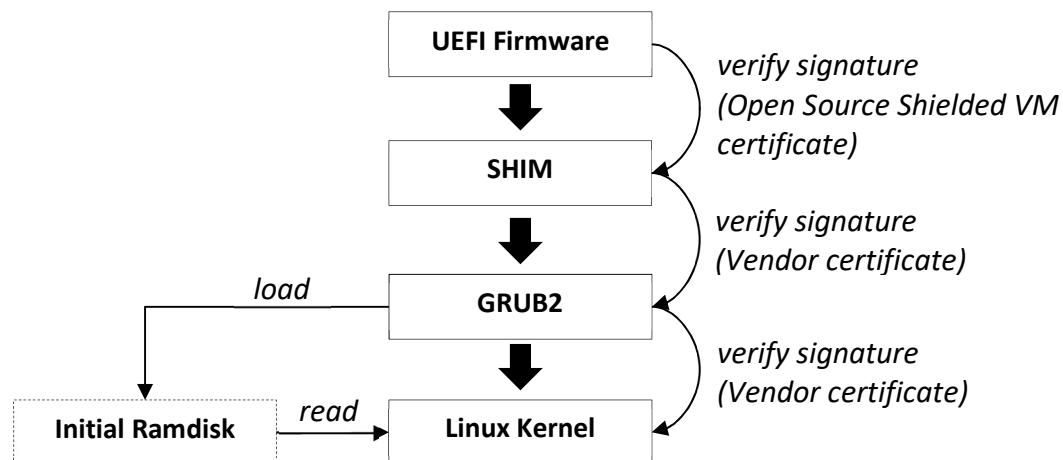 UEFI Firmware
verify signature
(Open Source Shielded VM
certificate)
SHIM
verify signature
(Vendor certificate)
load
GRUB2
verify signature
(Vendor certificate)
Initial Ramdisk
read
Linux Kernel